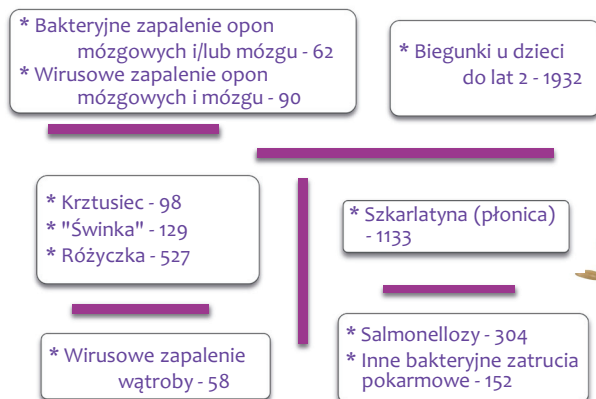 * Bakteryjne zapalenie opon
mózgowych i/lub mózgu - 62
* Wirusowe zapalenie opon
mózgowych i mózgu - 90
* Biegunki u dzieci
do lat 2 - 1932
* Krztusiec - 98
* "Świnka" - 129
* Różyczka - 527
* Szkarlatyna (płonica)
- 1133
* Wirusowe zapalenie
wątroby - 58
* Salmonellozy - 304
* Inne bakteryjne zatrucia
pokarmowe - 152